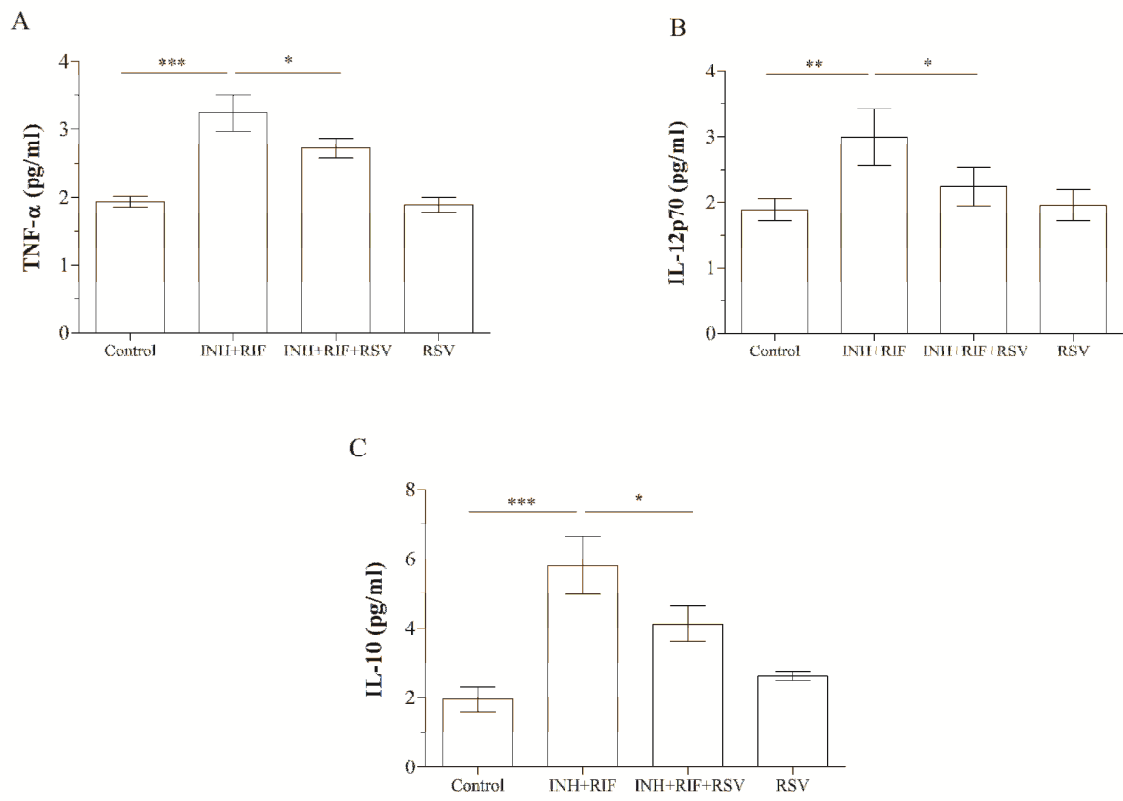 A
TNF-α (pg/ml)
4
3
2
1
0
***
*
Control
INH+RIF
INH+RIF+RSV
RSV
B
IL-12p70 (pg/ml)
4
3
2
1
0
**
*
Control
INH+RIF
INH+RIF+RSV
RSV
C
IL-10 (pg/ml)
8
6
4
2
0
***
*
Control
INH+RIF
INH+RIF+RSV
RSV